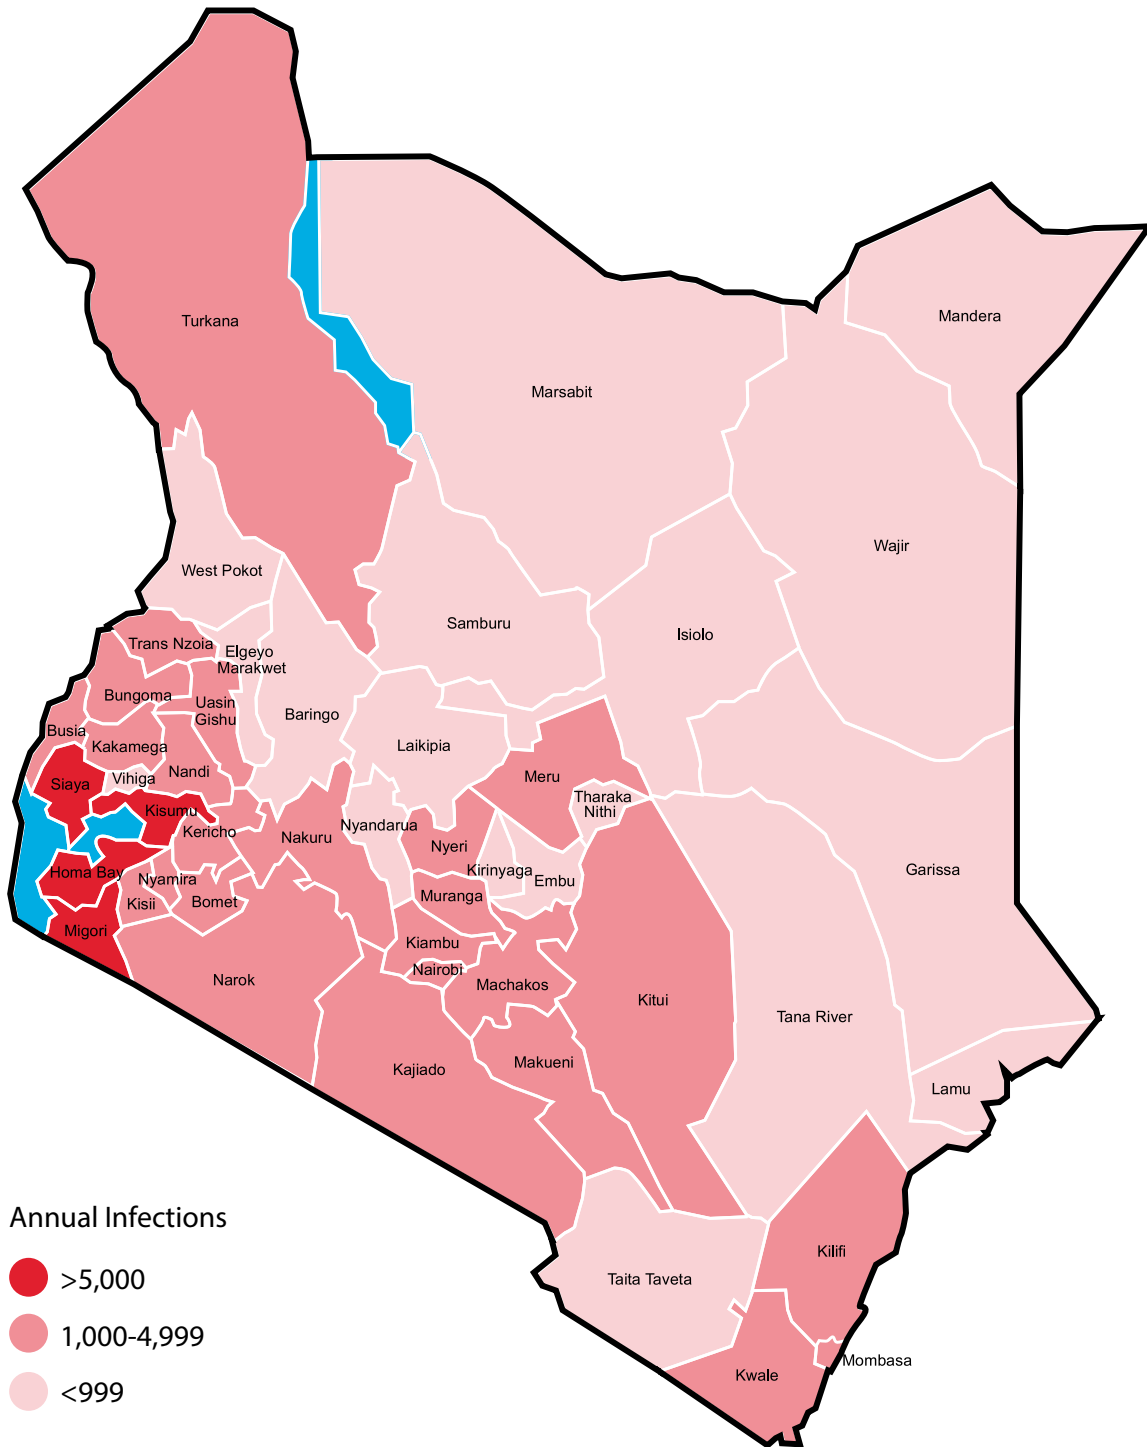 Turkana
Marsabit
Mandera
Wajir
West Pokot
Samburu
Isiolo
Trans Nzoia
Elgeyo
Marakwet
Bungoma
Uasin
Gishu
Baringo
Busia
Kakamega
Laikipia
Nandi
Vihiga
Siaya
Meru
Tharaka
Nithi
Kisumu
Kericho
Nyandarua
Nakuru
Nyeri
Garissa
Homa Bay
Nyamira
Kirinyaga
Embu
Kisii
Bomet
Muranga
Migori
Kiambu
Nairobi
Narok
Machakos
Kitui
Tana River
Makueni
Kajiado
Lamu
Kilifi
Taita Taveta
Mombasa
Kwale
Annual Infections
>5,000
1,000-4,999
<999